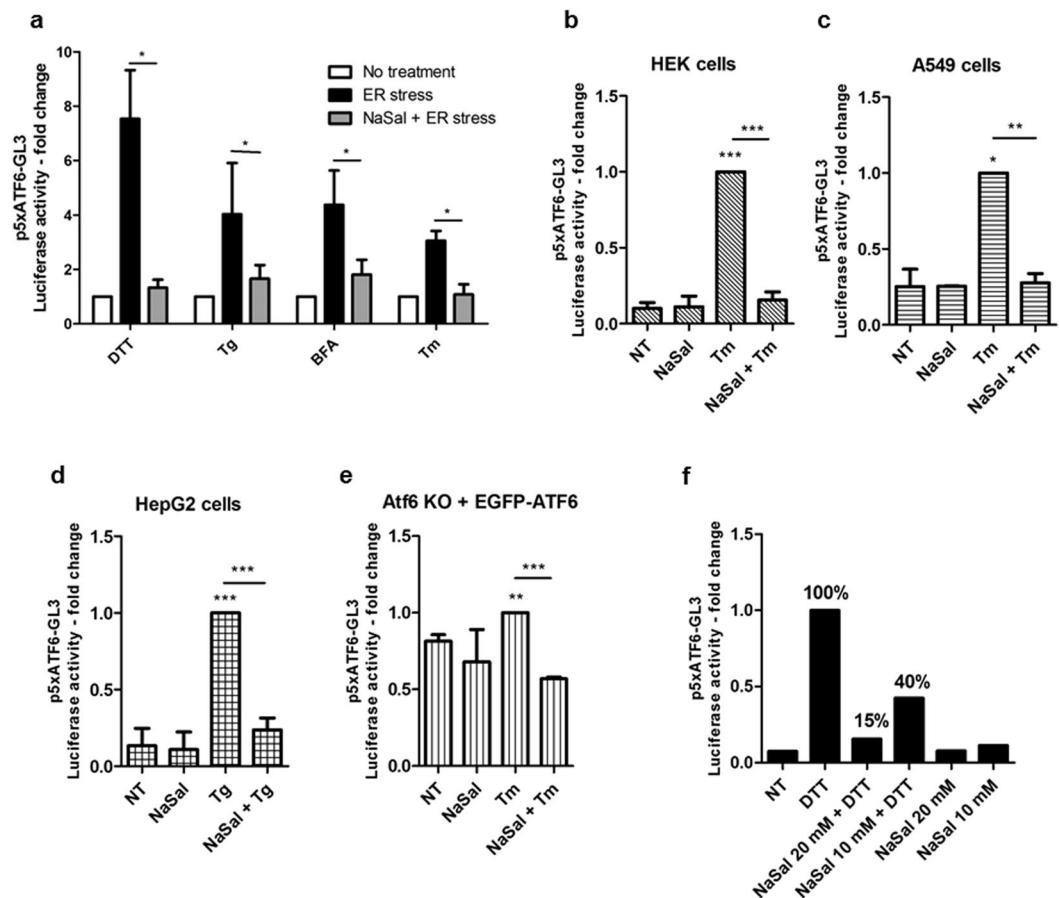 a
p5xATF6-GL3
Luciferase activity - fold change
10
8
6
4
2
0
No treatment
ER stress
NaSal + ER stress
*
*
*
*
DTT
Tg
BFA
Tm
b
HEK cells
p5xATF6-GL3
Luciferase activity - fold change
1.5
1.0
0.5
0.0
***
***
NT
NaSal
Tm
NaSal + Tm
c
A549 cells
p5xATF6-GL3
Luciferase activity - fold change
1.5
1.0
0.5
0.0
**
*
NT
NaSal
Tm
NaSal + Tm
d
HepG2 cells
p5xATF6-GL3
Luciferase activity - fold change
1.5
1.0
0.5
0.0
***
***
NT
NaSal
Tg
NaSal + Tg
e
Atf6 KO + EGFP-ATF6
p5xATF6-GL3
Luciferase activity - fold change
1.5
1.0
0.5
0.0
***
**
NT
NaSal
Tm
NaSal + Tm
f
p5xATF6-GL3
Luciferase activity - fold change
1.5
1.0
0.5
0.0
100%
15%
40%
NT
DTT
NaSal 20 mM + DTT
NaSal 10 mM + DTT
NaSal 20 mM
NaSal 10 mM